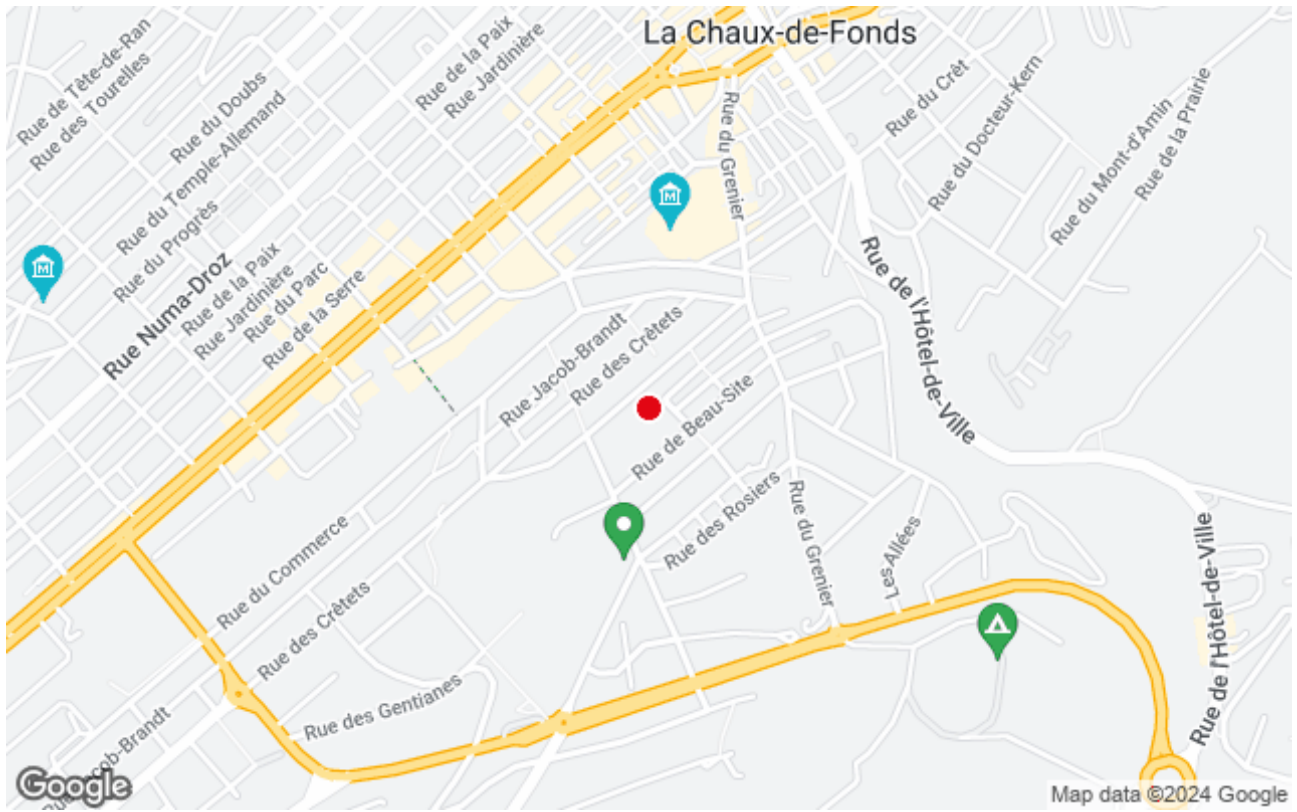 La Chaux-de-Fonds
Rue de Tête-de-Ran
Rue des Tourelles
Rue du Doubs
Rue du Temple-Allemand
Rue de la Paix
Rue Jardinière
Rue du Grenier
Rue du Crêt
Rue du Docteur-Kern
Rue du Mont-d'Amin
Rue de la Prairie
M
M
Rue du Progrès
Rue Numa-Droz
Rue de la Paix
Rue Jardinière
Rue du Parc
Rue de la Serre
Rue de l'Hôtel-de-Ville
Rue Jacob-Brandt
Rue des Crêtets
Rue de Beau-Site
Rue des Rosiers
Rue du Grenier
Les Allées
Rue de l'Hôtel-de-Ville
Rue du Commerce
Rue des Crêtets
Rue des Gentianes
Rue Jacob-Brandt
Google
Map data ©2024 Google